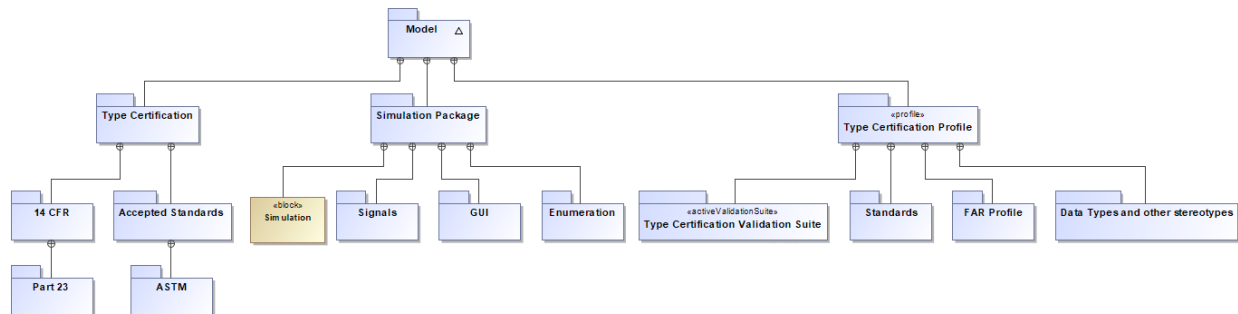 Model
Type Certification
Simulation Package
«profile»
Type Certification Profile
14 CFR
Accepted Standards
«block»
Simulation
Signals
GUI
Enumeration
«activeValidationSuite»
Type Certification Validation Suite
Standards
FAR Profile
Data Types and other stereotypes
Part 23
ASTM